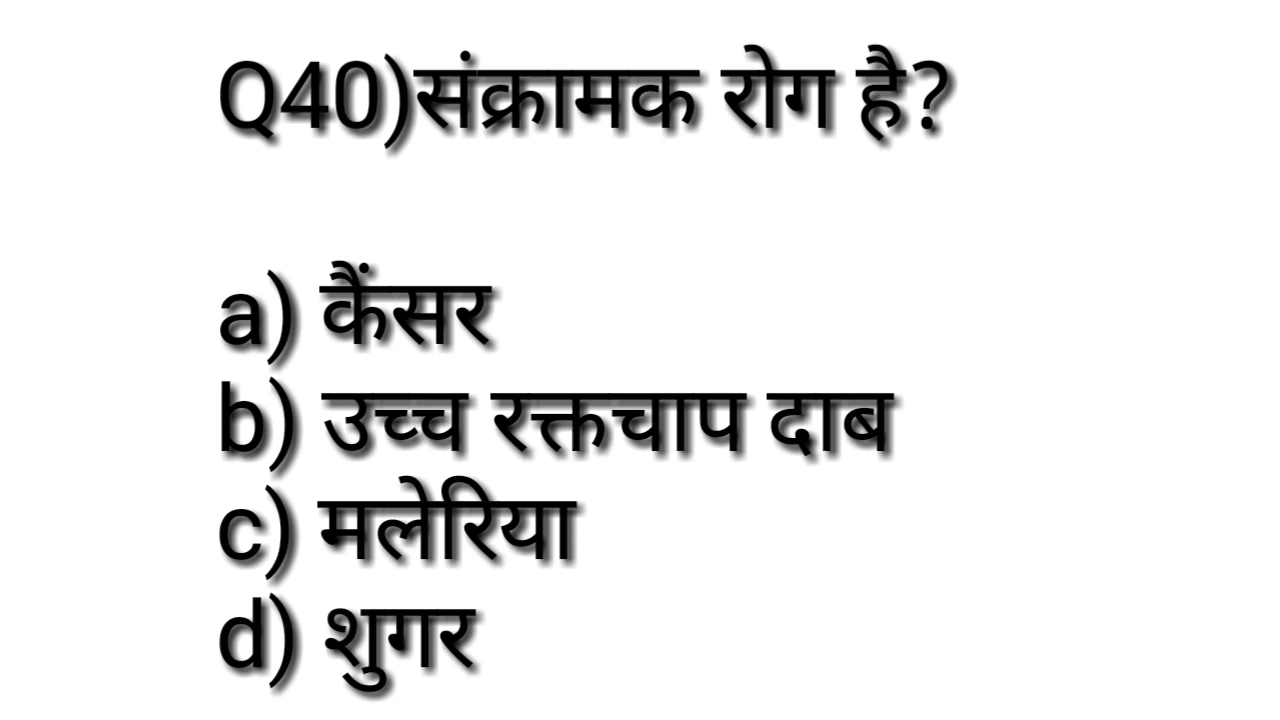 Q40)संक्रामक रोग है?
a) कैंसर
b) उच्च रक्तचाप दाब
c) मलेरिया
d) शुगर